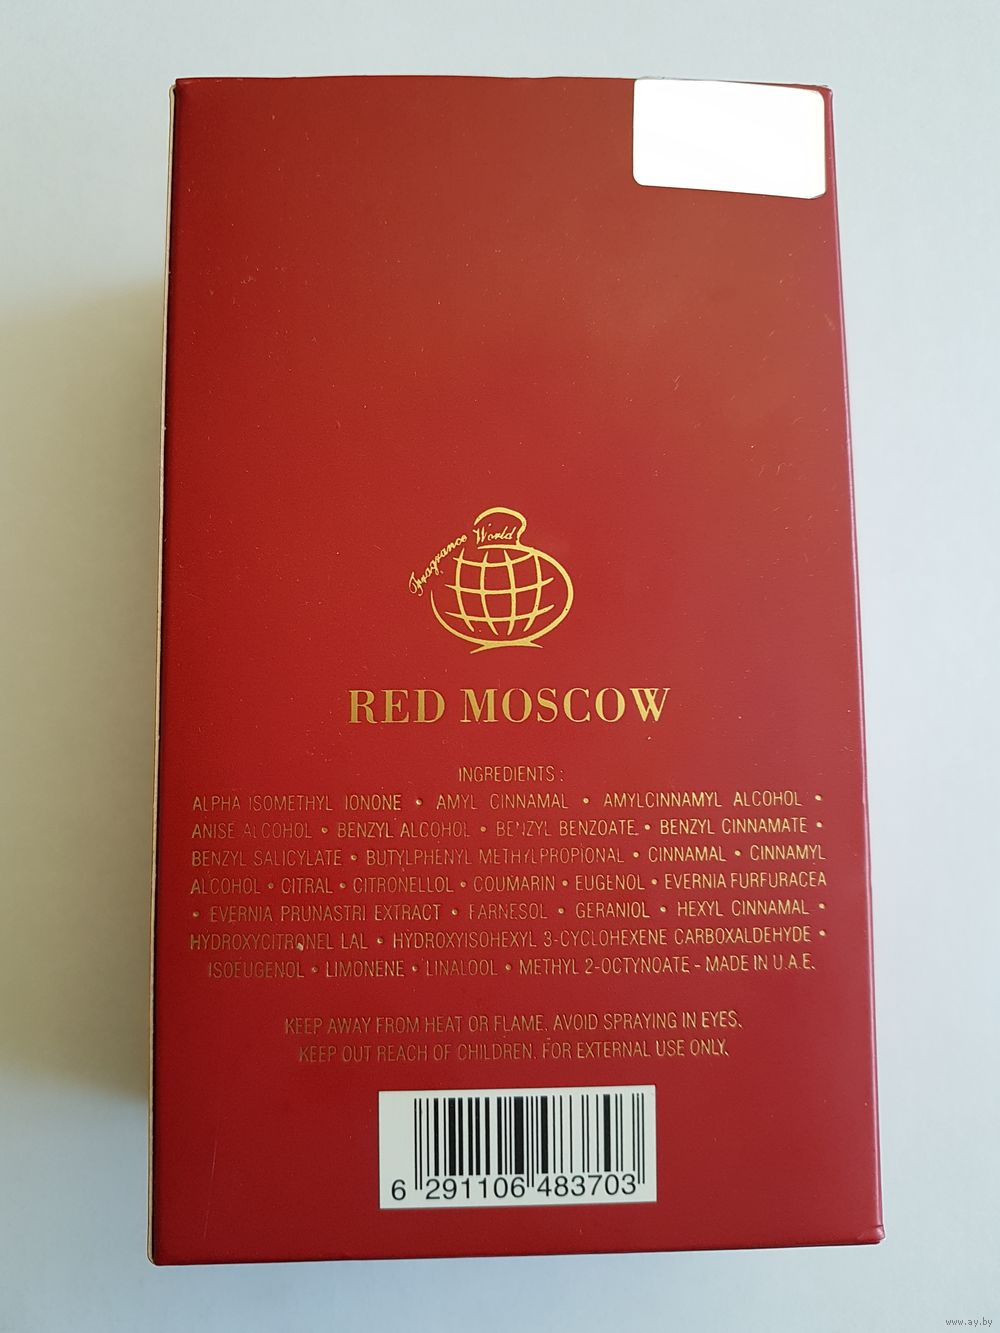 Fragrance World
RED MOSCOW
INGREDIENTS :
ALPHA ISOMETHYL IONONE • AMYL CINNAMAL • AMYLCINNAMYL ALCOHOL •
ANISE ALCOHOL • BENZYL ALCOHOL • BENZYL BENZOATE • BENZYL CINNAMATE •
BENZYL SALICYLATE • BUTYLPHENYL METHYLPROPIONAL • CINNAMAL • CINNAMYL
ALCOHOL • CITRAL • CITRONELLOL • COUMARIN • EUGENOL • EVERNIA FURFURACEA
• EVERNIA PRUNASTRI EXTRACT • FARNESOL • GERANIOL • HEXYL CINNAMAL •
HYDROXYCITRONEL LAL • HYDROXYISOHEXYL 3-CYCLOHEXENE CARBOXALDEHYDE •
ISOEUGENOL • LIMONENE • LINALOOL • METHYL 2-OCTYNOATE - MADE IN U.A.E.
KEEP AWAY FROM HEAT OR FLAME. AVOID SPRAYING IN EYES.
KEEP OUT REACH OF CHILDREN. FOR EXTERNAL USE ONLY.
6 291106 483703
www.ay.by